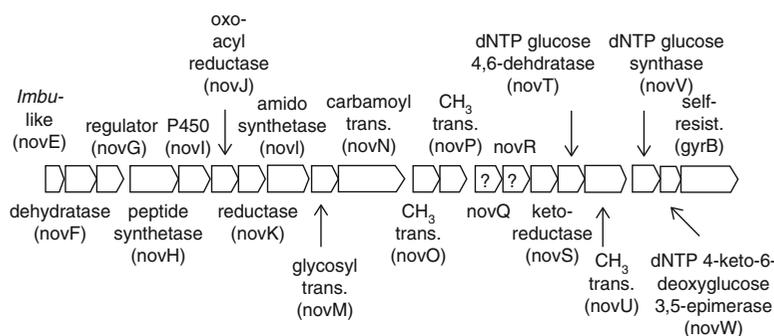 oxo-
acyl
reductase
(novJ)
dNTP glucose
4,6-dehdratase
(novT)
dNTP glucose
synthase
(novV)
Imbu-
like
(novE)
regulator
(novG)
P450
(novI)
amido
synthetase
(novI)
carbamoyl
trans.
(novN)
CH3
trans.
(novP)
novR
self-
resist.
(gyrB)
?
?
dehydratase
(novF)
peptide
synthetase
(novH)
reductase
(novK)
glycosyl
trans.
(novM)
CH3
trans.
(novO)
novQ
keto-
reductase
(novS)
CH3
trans.
(novU)
dNTP 4-keto-6-
deoxyglucose
3,5-epimerase
(novW)